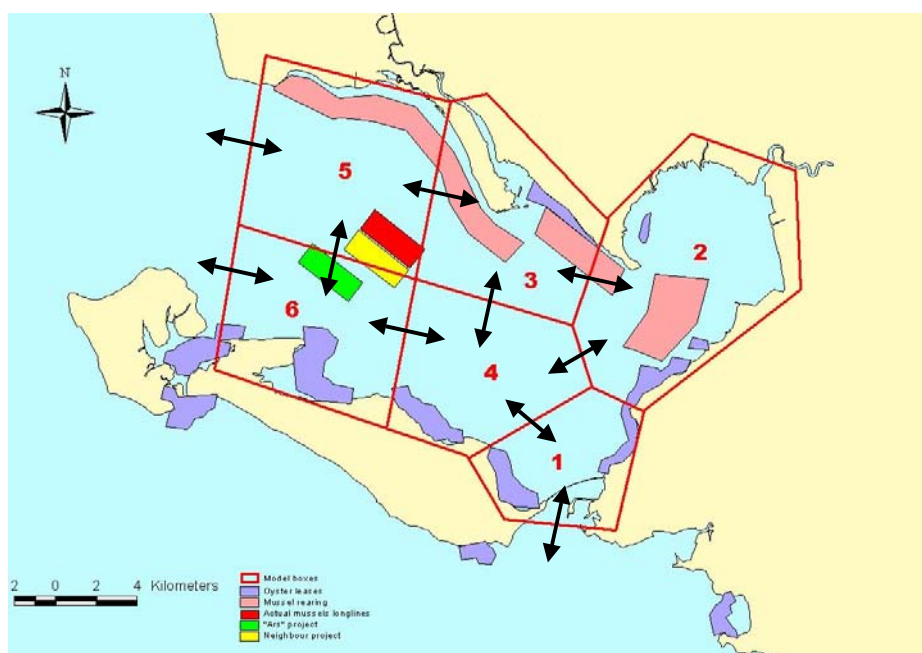 N
5
2
3
6
4
1
2 0 2 4 Kilometers
Model boxes
Oyster leases
Mussel rearing
Actual mussels longlines
"Ars" project
Neighbour project